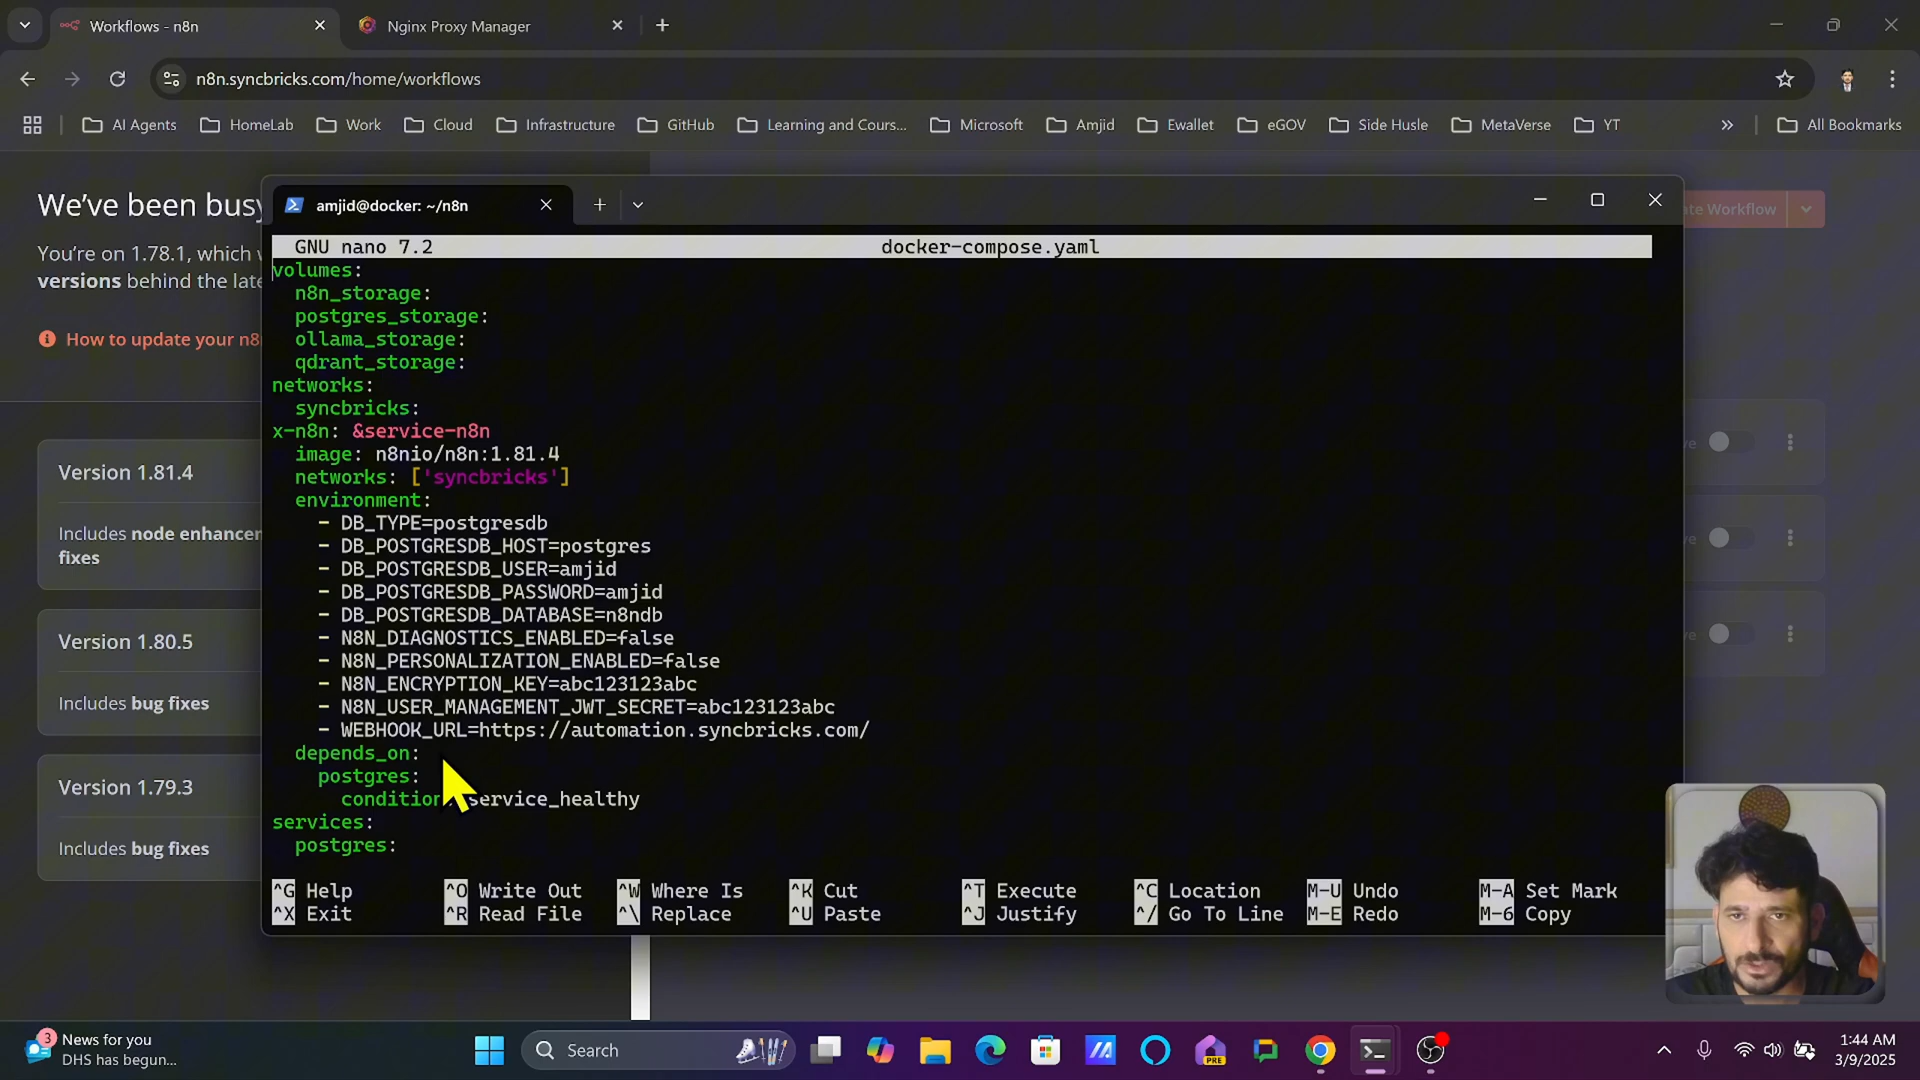 Workflows - n8n
Nginx Proxy Manager
n8n.syncbricks.com/home/workflows
AI Agents
HomeLab
Work
Cloud
Infrastructure
GitHub
Learning and Cours...
Microsoft
Amjid
Ewallet
eGOV
Side Husle
MetaVerse
YT
All Bookmarks
We've been busy
You're on 1.78.1, which
versions behind the late
How to update your n8
Version 1.81.4
Includes node enhancen
fixes
Version 1.80.5
Includes bug fixes
Version 1.79.3
Includes bug fixes
te Workflow
amjid@docker: ~/n8n
GNU nano 7.2 docker-compose.yaml
volumes:
n8n_storage:
postgres_storage:
ollama_storage:
qdrant_storage:
networks:
syncbricks:
x-n8n: &service-n8n
image: n8nio/n8n:1.81.4
networks: ['syncbricks']
environment:
- DB_TYPE=postgresdb
- DB_POSTGRESDB_HOST=postgres
- DB_POSTGRESDB_USER=amjid
- DB_POSTGRESDB_PASSWORD=amjid
- DB_POSTGRESDB_DATABASE=n8ndb
- N8N_DIAGNOSTICS_ENABLED=false
- N8N_PERSONALIZATION_ENABLED=false
- N8N_ENCRYPTION_KEY=abc123123abc
- N8N_USER_MANAGEMENT_JWT_SECRET=abc123123abc
- WEBHOOK_URL=https://automation.syncbricks.com/
depends_on:
postgres:
condition service_healthy
services:
postgres:
^G Help ^O Write Out ^W Where Is ^K Cut ^T Execute ^C Location M-U Undo M-A Set Mark
^X Exit ^R Read File ^\ Replace ^U Paste ^J Justify ^/ Go To Line M-E Redo M-6 Copy
3
News for you
DHS has begun...
Search
PRE
1:44 AM
3/9/2025